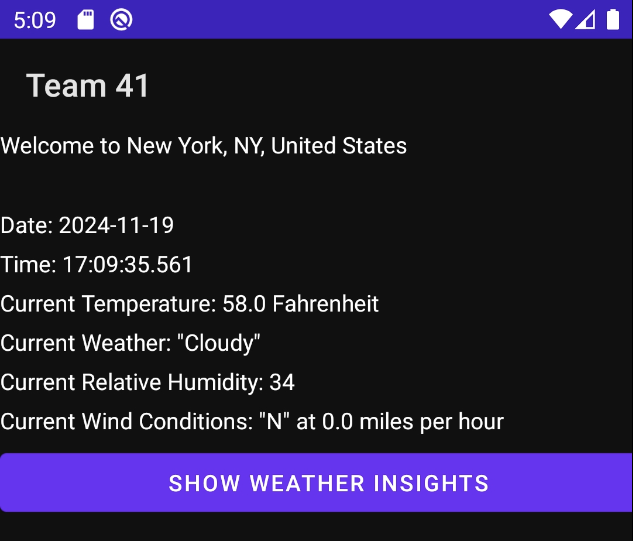 5:09
Team 41
Welcome to New York, NY, United States
Date: 2024-11-19
Time: 17:09:35.561
Current Temperature: 58.0 Fahrenheit
Current Weather: "Cloudy"
Current Relative Humidity: 34
Current Wind Conditions: "N" at 0.0 miles per hour
SHOW WEATHER INSIGHTS